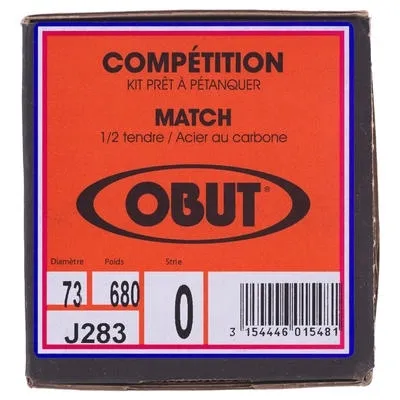 COMPÉTITION
KIT PRÊT À PÉTANQUER
MATCH
1/2 tendre / Acier au carbone
OBUT®
Diamètre Poids Strie
73 680 0
J283
3 154446 015481